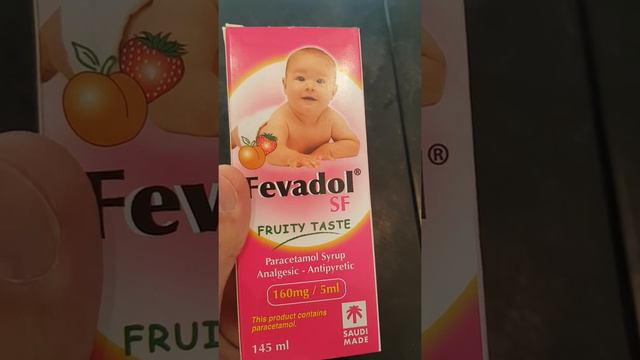 Fevadol®
SF
FRUITY TASTE
Paracetamol Syrup
Analgesic - Antipyretic
160mg / 5ml
This product contains
paracetamol.
145 ml
SAUDI
MADE